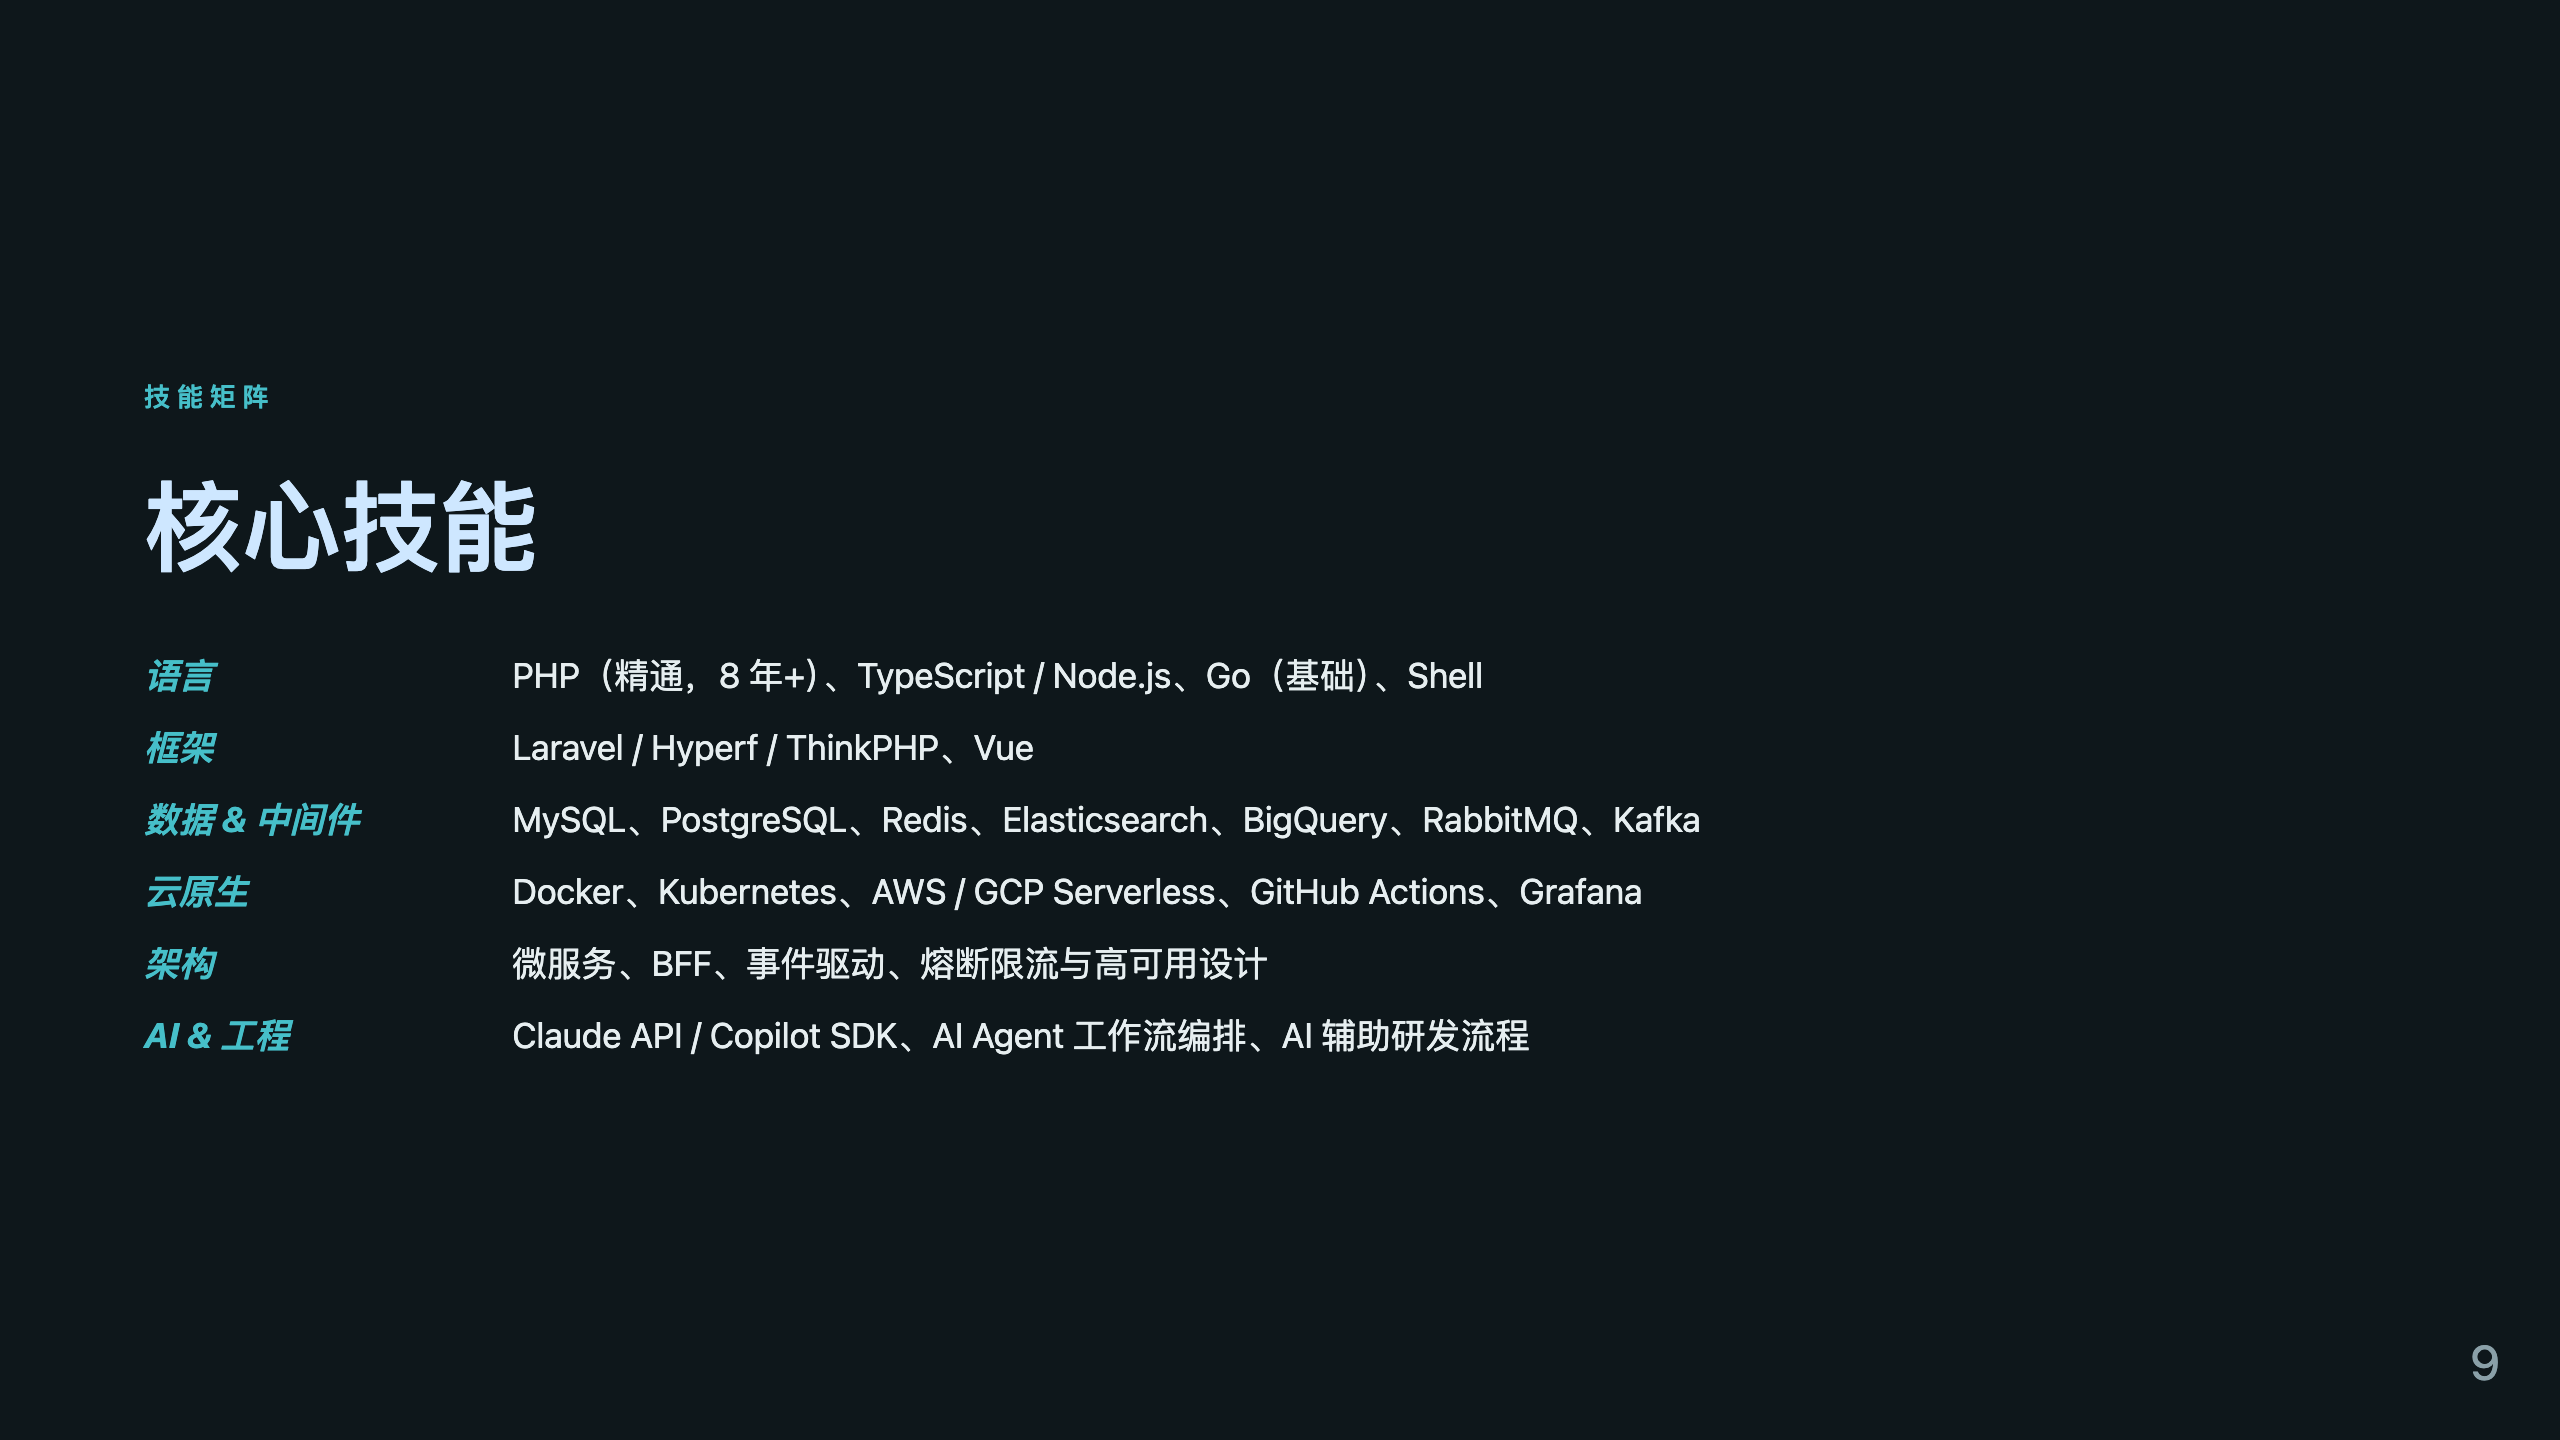 技能矩阵
核心技能
语言 PHP（精通，8 年+）、TypeScript / Node.js、Go（基础）、Shell
框架 Laravel / Hyperf / ThinkPHP、Vue
数据 & 中间件 MySQL、PostgreSQL、Redis、Elasticsearch、BigQuery、RabbitMQ、Kafka
云原生 Docker、Kubernetes、AWS / GCP Serverless、GitHub Actions、Grafana
架构 微服务、BFF、事件驱动、熔断限流与高可用设计
AI & 工程 Claude API / Copilot SDK、AI Agent 工作流编排、AI 辅助研发流程
9